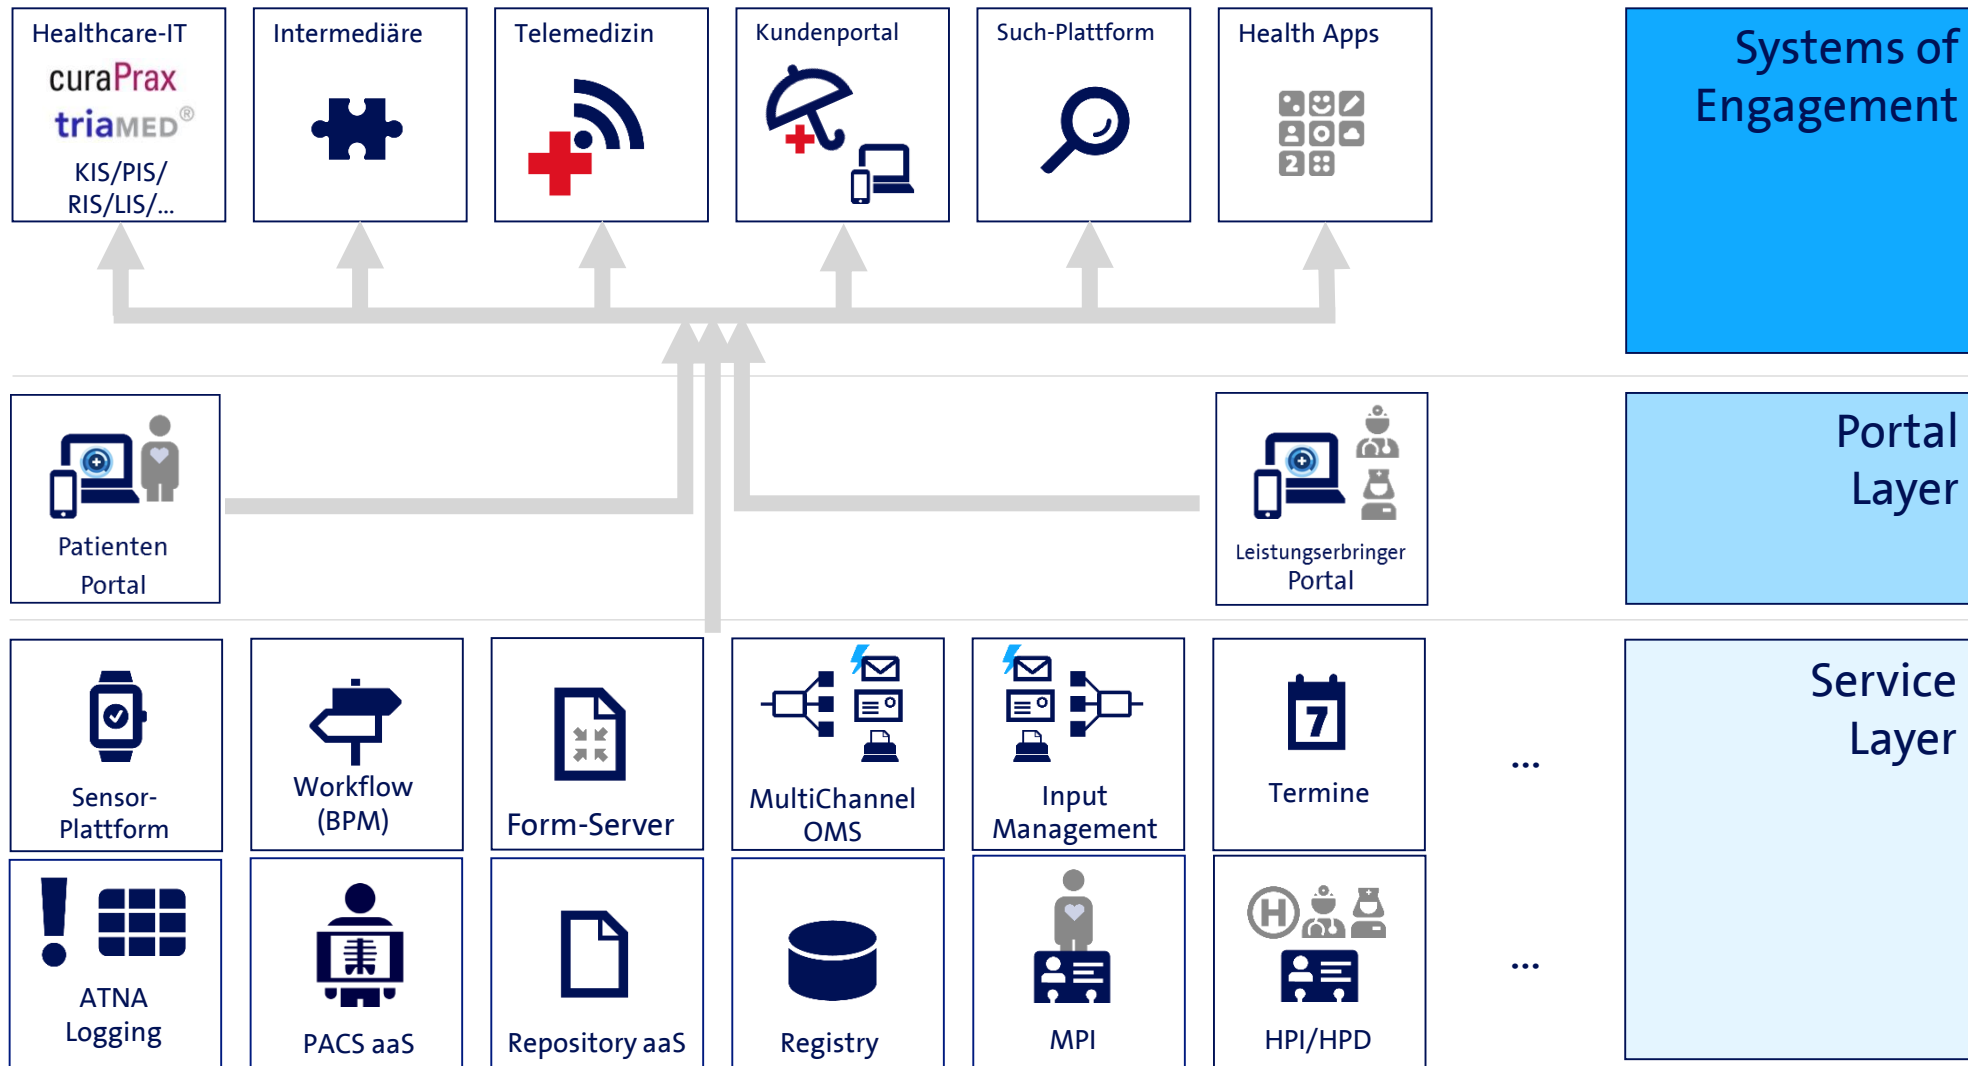 Healthcare-IT
curaPrax
triaMED®
KIS/PIS/
RIS/LIS/...
Intermediäre
Telemedizin
Kundenportal
Such-Plattform
Health Apps
2
Systems of
Engagement
Patienten
Portal
Leistungserbringer
Portal
Portal
Layer
Sensor-
Plattform
Workflow
(BPM)
Form-Server
MultiChannel
OMS
Input
Management
7
Termine
...
Service
Layer
ATNA
Logging
PACS aaS
Repository aaS
Registry
MPI
H
HPI/HPD
...